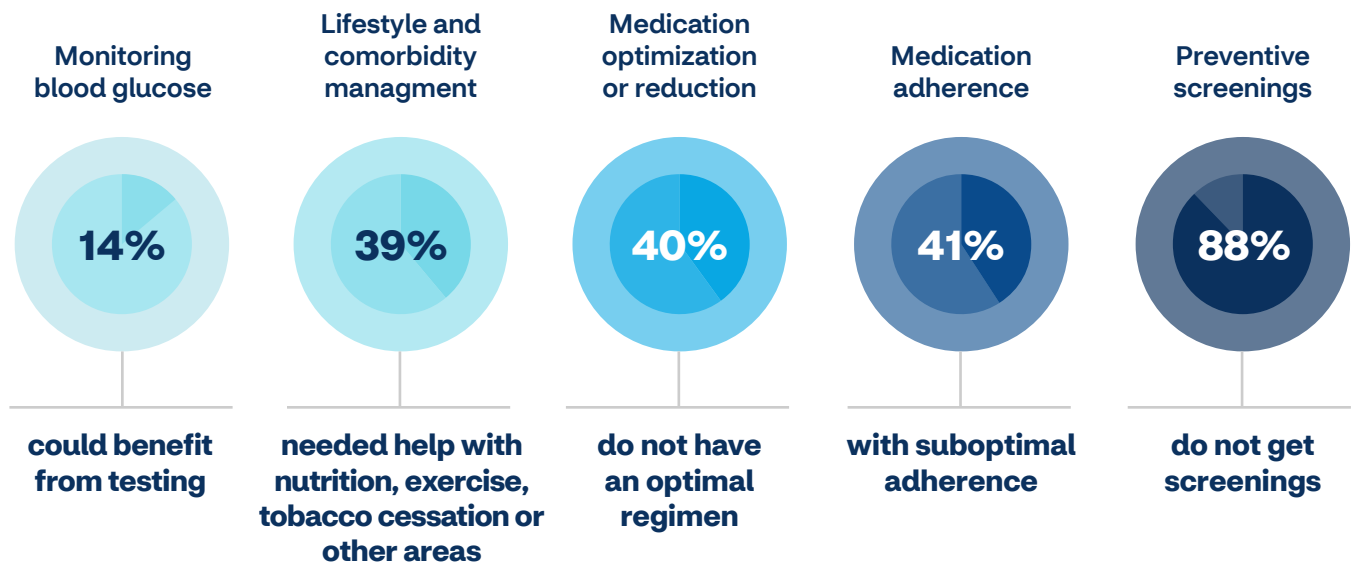 Monitoring
blood glucose
14%
could benefit
from testing
Lifestyle and
comorbidity
managment
39%
needed help with
nutrition, exercise,
tobacco cessation or
other areas
Medication
optimization
or reduction
40%
do not have
an optimal
regimen
Medication
adherence
41%
with suboptimal
adherence
Preventive
screenings
88%
do not get
screenings